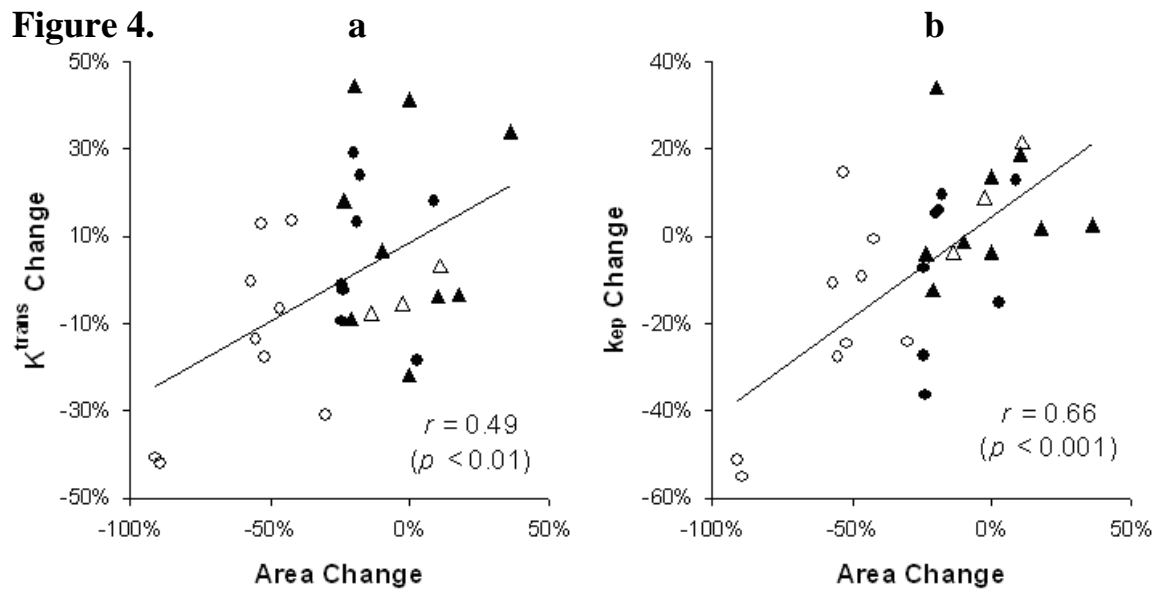 Figure 4.
a
50%
30%
10%
-10%
-30%
-50%
-100%
-50%
0%
50%
K^trans Change
Area Change
r = 0.49
(p < 0.01)
b
40%
20%
0%
-20%
-40%
-60%
-100%
-50%
0%
50%
kep Change
Area Change
r = 0.66
(p < 0.001)